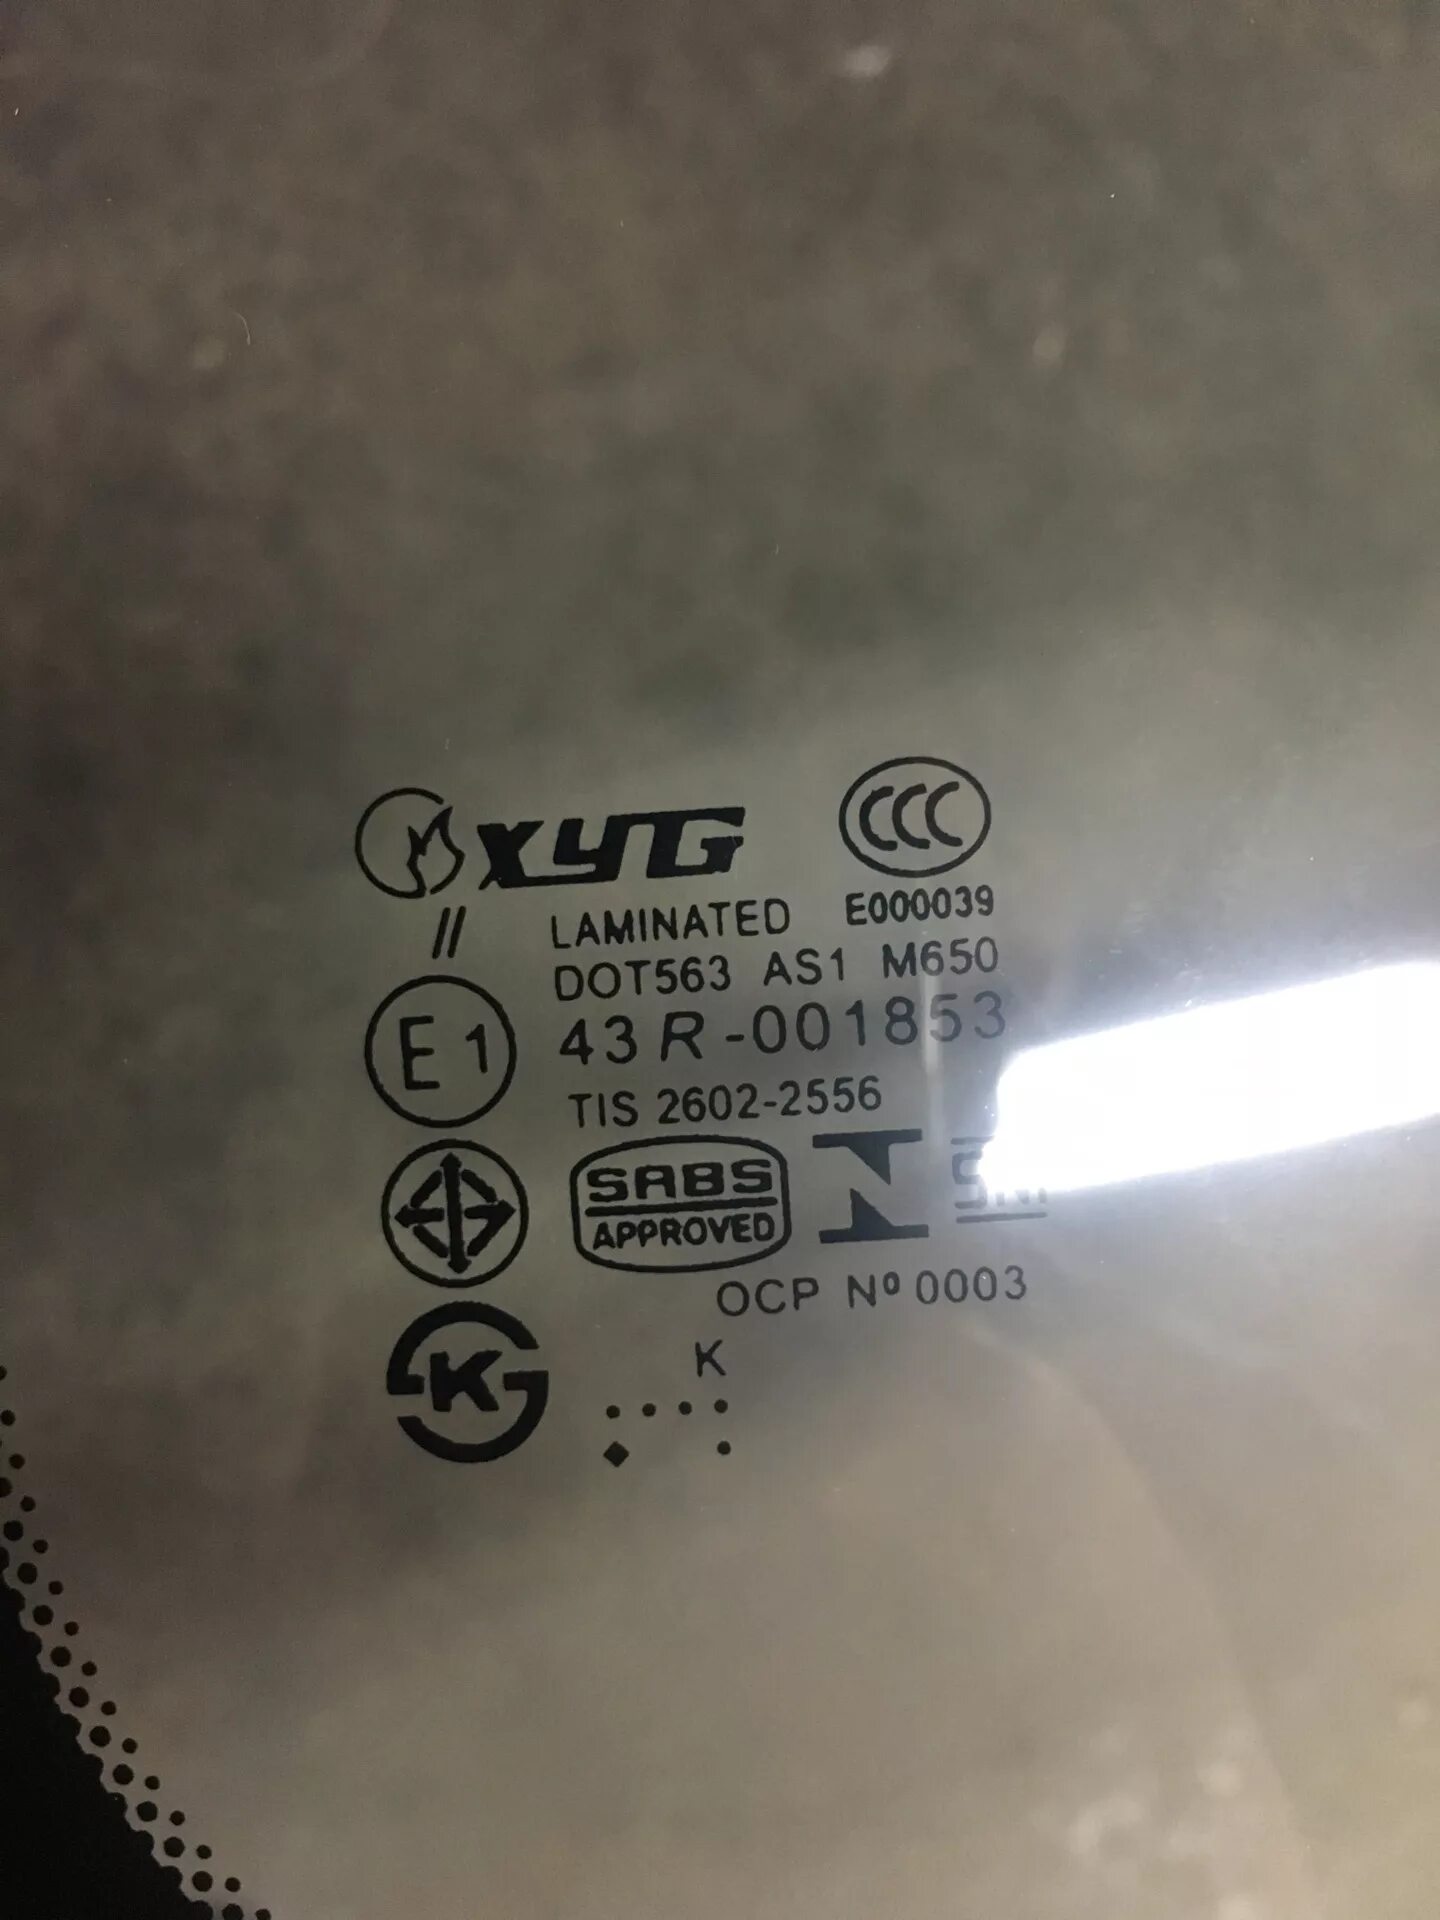 XYG
CCC
// LAMINATED E000039
DOT563 AS1 M650
E1 43R-001853
TIS 2602-2556
SABS
APPROVED
OCP Nº 0003
K
K